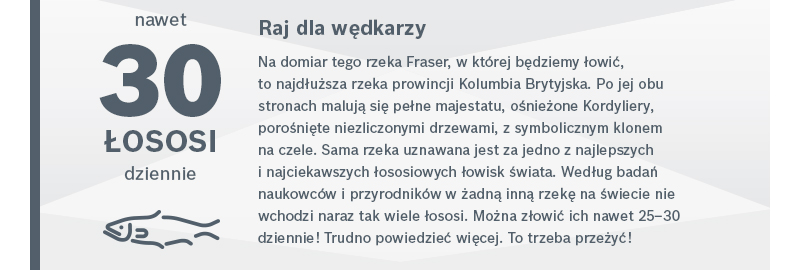 nawet
30
ŁOSOSI
dziennie
Raj dla wędkarzy
Na domiar tego rzeka Fraser, w której będziemy łowić,
to najdłuższa rzeka prowincji Kolumbia Brytyjska. Po jej obu
stronach malują się pełne majestatu, ośnieżone Kordyliery,
porośnięte niezliczonymi drzewami, z symbolicznym klonem
na czele. Sama rzeka uznawana jest za jedno z najlepszych
i najciekawszych łososiowych łowisk świata. Według badań
naukowców i przyrodników w żadną inną rzekę na świecie nie
wchodzi naraz tak wiele łososi. Można złowić ich nawet 25–30
dziennie! Trudno powiedzieć więcej. To trzeba przeżyć!